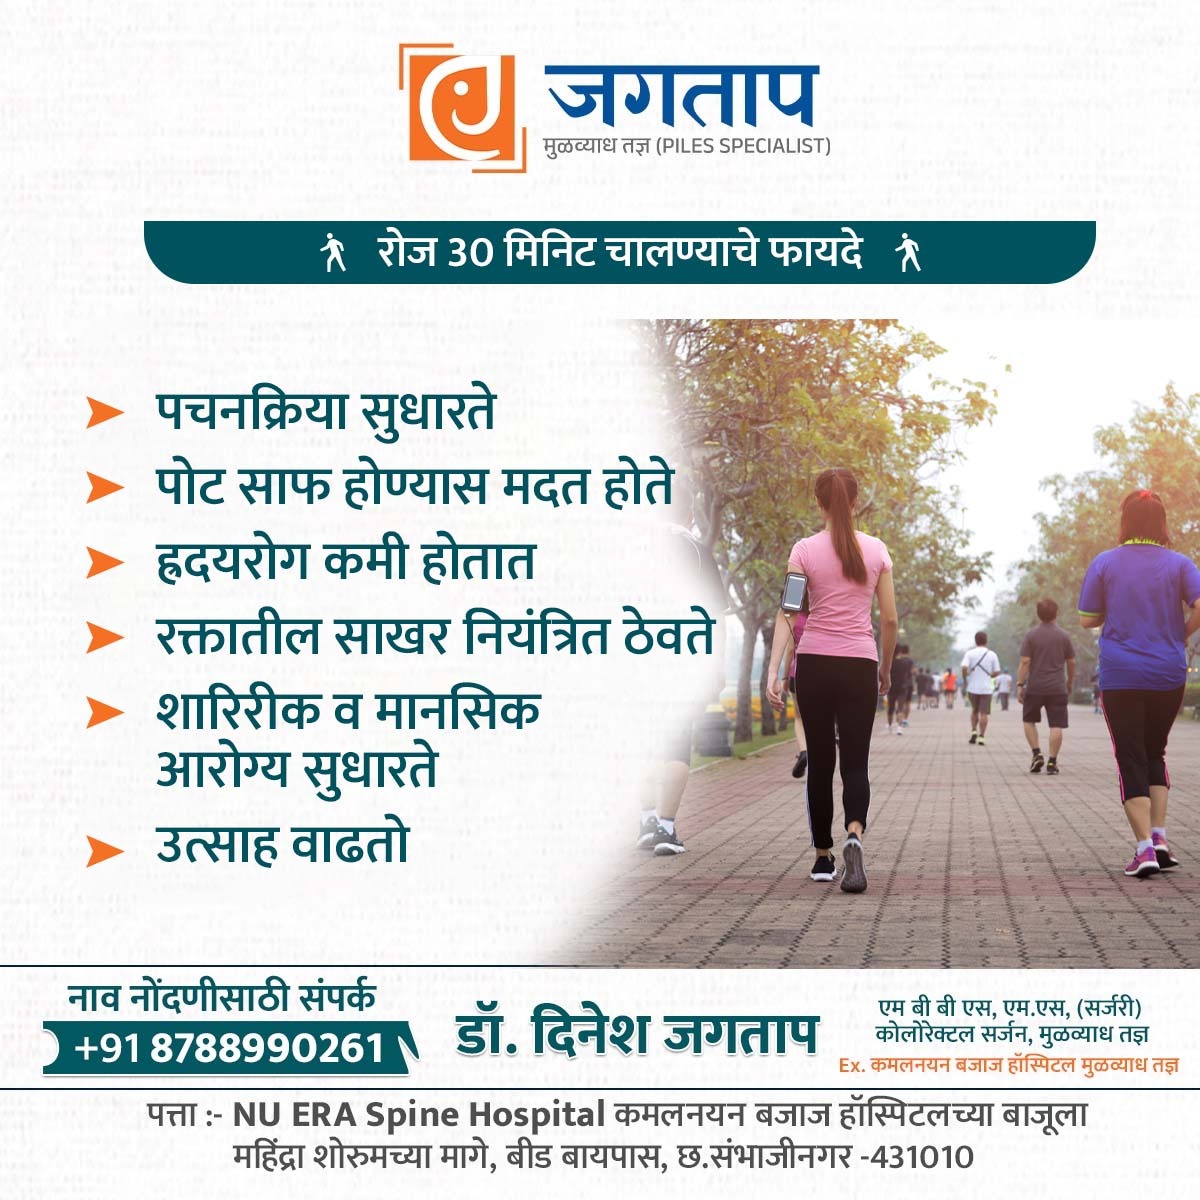 जगताप
मुळव्याध तज्ञ (PILES SPECIALIST)
रोज 30 मिनिट चालण्याचे फायदे
पचनक्रिया सुधारते
पोट साफ होण्यास मदत होते
ह्रदयरोग कमी होतात
रक्तातील साखर नियंत्रित ठेवते
शारिरीक व मानसिक
आरोग्य सुधारते
उत्साह वाढतो
नाव नोंदणीसाठी संपर्क
+91 8788990261
डॉ. दिनेश जगताप
एम बी बी एस, एम.एस, (सर्जरी)
कोलोरेक्टल सर्जन, मुळव्याध तज्ञ
Ex. कमलनयन बजाज हॉस्पिटल मुळव्याध तज्ञ
पत्ता :- NU ERA Spine Hospital कमलनयन बजाज हॉस्पिटलच्या बाजूला
महिंद्रा शोरुमच्या मागे, बीड बायपास, छ.संभाजीनगर -431010